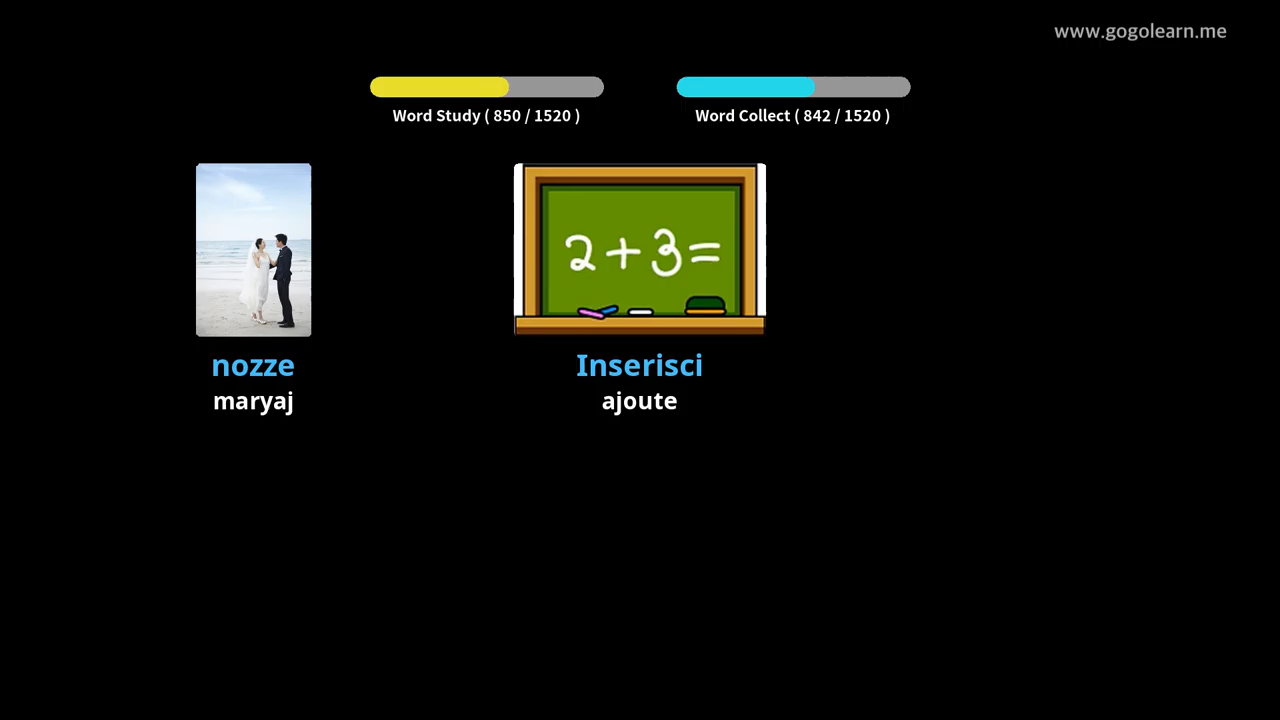 www.gogolearn.me
Word Study ( 850 / 1520 )
Word Collect ( 842 / 1520 )
2+3=
nozze
maryaj
Inserisci
ajoute